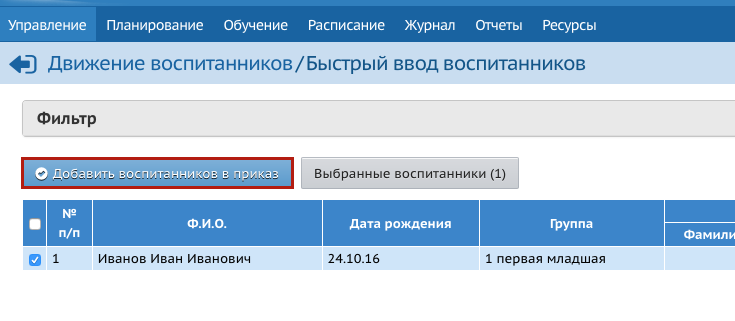 Управление Планирование Обучение Расписание Журнал Отчеты Ресурсы
Движение воспитанников/Быстрый ввод воспитанников
Фильтр
Добавить воспитанников в приказ Выбранные воспитанники (1)
№ п/п Ф.И.О. Дата рождения Группа Фамили
1 Иванов Иван Иванович 24.10.16 1 первая младшая